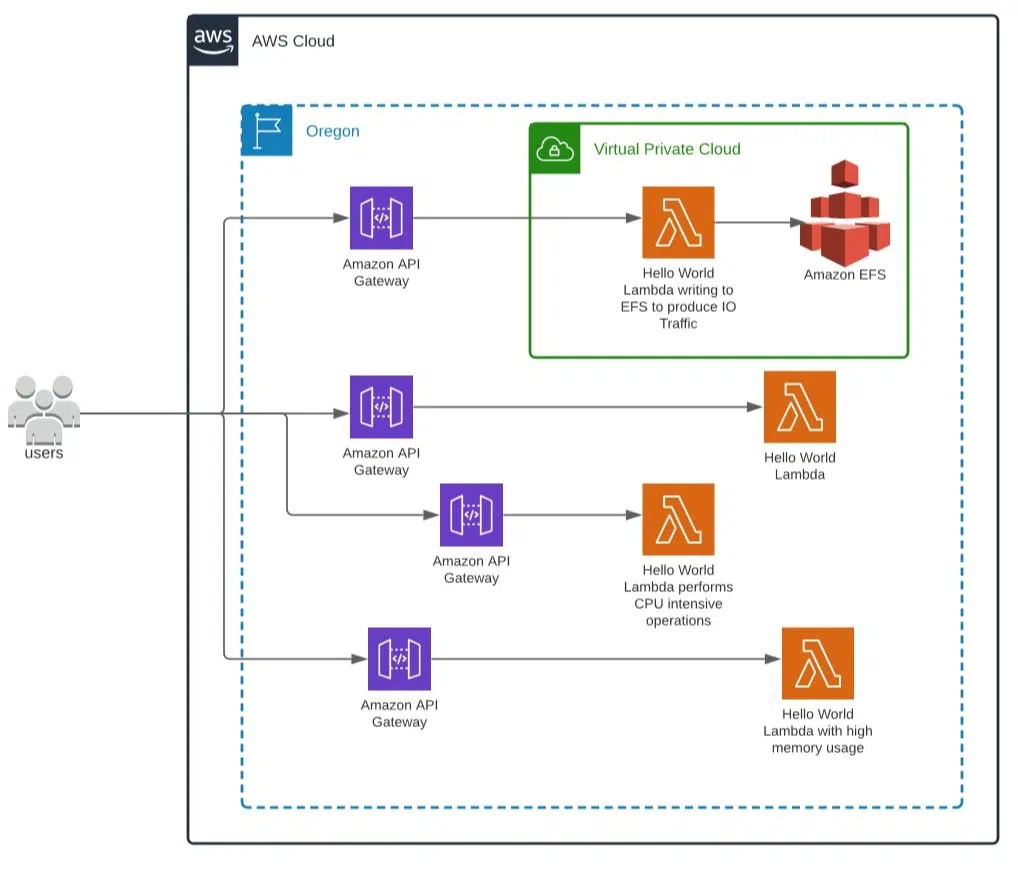 aws
AWS Cloud
Oregon
Virtual Private Cloud
</>
Amazon API
Gateway
Hello World
Lambda writing to
EFS to produce IO
Traffic
Amazon EFS
users
</>
Amazon API
Gateway
Hello World
Lambda
</>
Amazon API
Gateway
Hello World
Lambda performs
CPU intensive
operations
</>
Amazon API
Gateway
Hello World
Lambda with high
memory usage